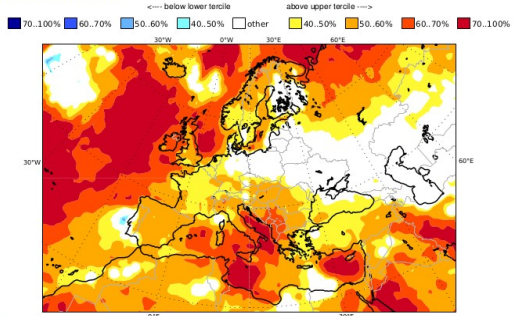 <---- below lower tercile above upper tercile ---->
70..100% 60..70% 50..60% 40..50% other 40..50% 50..60% 60..70% 70..100%
30°W 0°W 30°E 60°E
30°W 60°E